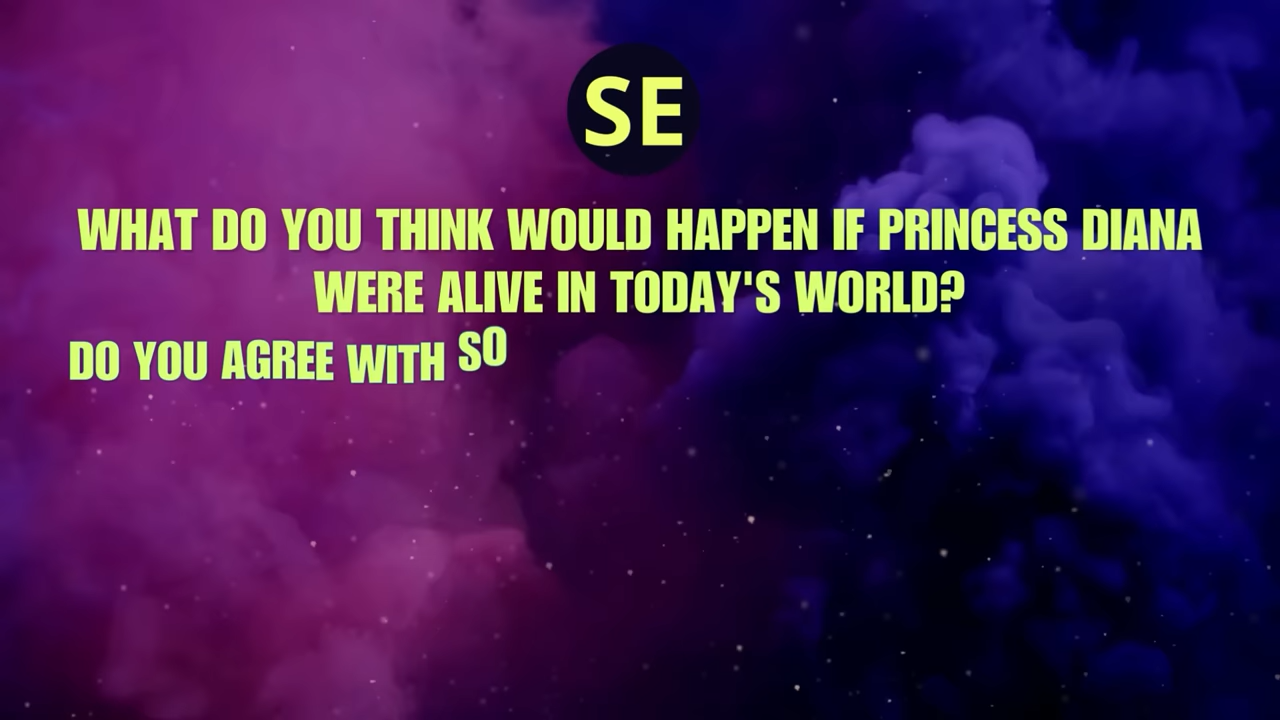 SE
WHAT DO YOU THINK WOULD HAPPEN IF PRINCESS DIANA
WERE ALIVE IN TODAY'S WORLD?
DO YOU AGREE WITH SO